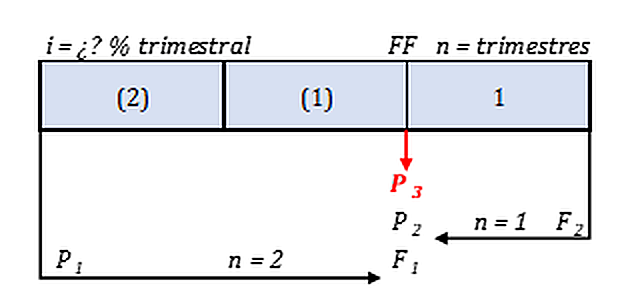 i = ¿? % trimestral FF n = trimestres
(2) (1) 1
P 3
P 2 n = 1 F 2
P 1 n = 2 F 1